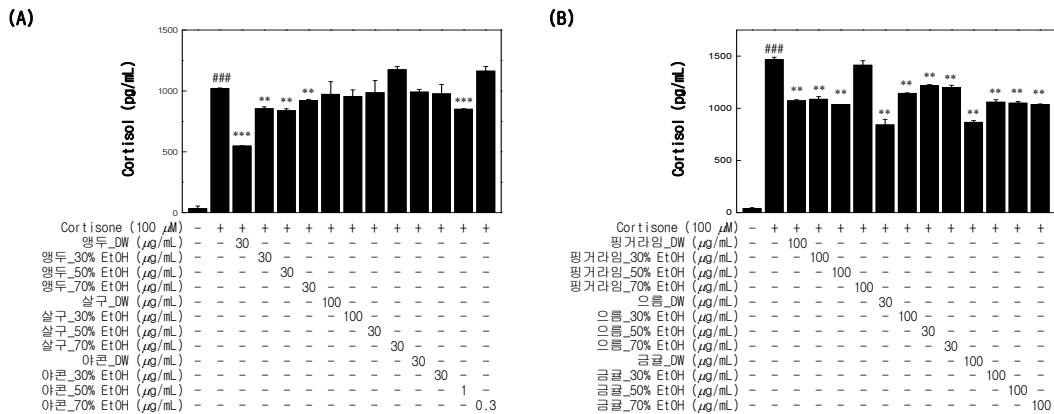 (A)
1500
1000
500
0
Cortisol (pg/mL)
###
*** ** ** ** ***
Cortisone (100 μM) - + + + + + + + + + + + + +
앵두_DW (μg/mL) - - 30 - - - - - - - - - - -
앵두_30% EtOH (μg/mL) - - - 30 - - - - - - - - - -
앵두_50% EtOH (μg/mL) - - - - 30 - - - - - - - - -
앵두_70% EtOH (μg/mL) - - - - - 30 - - - - - - - -
살구_DW (μg/mL) - - - - - - 100 - - - - - - -
살구_30% EtOH (μg/mL) - - - - - - - 100 - - - - - -
살구_50% EtOH (μg/mL) - - - - - - - - 30 - - - - -
살구_70% EtOH (μg/mL) - - - - - - - - - 30 - - - -
야콘_DW (μg/mL) - - - - - - - - - - 30 - - -
야콘_30% EtOH (μg/mL) - - - - - - - - - - - 30 - -
야콘_50% EtOH (μg/mL) - - - - - - - - - - - - 1 -
야콘_70% EtOH (μg/mL) - - - - - - - - - - - - - 0.3
(B)
1500
1000
500
0
Cortisol (pg/mL)
###
** ** ** ** ** ** ** ** ** ** **
Cortisone (100 μM) - + + + + + + + + + + + + +
핑거라임_DW (μg/mL) - - 100 - - - - - - - - - - -
핑거라임_30% EtOH (μg/mL) - - - 100 - - - - - - - - - -
핑거라임_50% EtOH (μg/mL) - - - - 100 - - - - - - - - -
핑거라임_70% EtOH (μg/mL) - - - - - 100 - - - - - - - -
으름_DW (μg/mL) - - - - - - 30 - - - - - - -
으름_30% EtOH (μg/mL) - - - - - - - 100 - - - - - -
으름_50% EtOH (μg/mL) - - - - - - - - 30 - - - - -
으름_70% EtOH (μg/mL) - - - - - - - - - 30 - - - -
금귤_DW (μg/mL) - - - - - - - - - - 100 - - -
금귤_30% EtOH (μg/mL) - - - - - - - - - - - 100 - -
금귤_50% EtOH (μg/mL) - - - - - - - - - - - - 100 -
금귤_70% EtOH (μg/mL) - - - - - - - - - - - - - 100